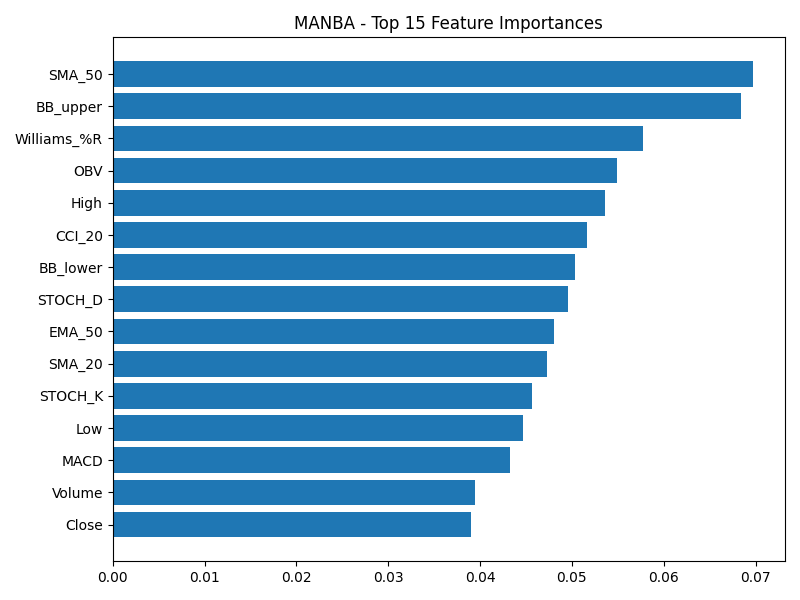 MANBA - Top 15 Feature Importances
SMA_50
BB_upper
Williams_%R
OBV
High
CCI_20
BB_lower
STOCH_D
EMA_50
SMA_20
STOCH_K
Low
MACD
Volume
Close
0.00 0.01 0.02 0.03 0.04 0.05 0.06 0.07